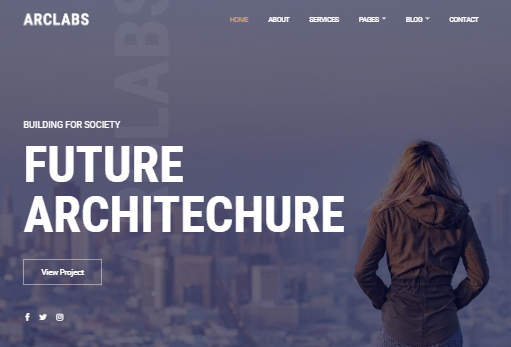 ARCLABS
HOME ABOUT SERVICES PAGES BLOG CONTACT
ARCLABS
BUILDING FOR SOCIETY
FUTURE
ARCHITECHURE
View Project